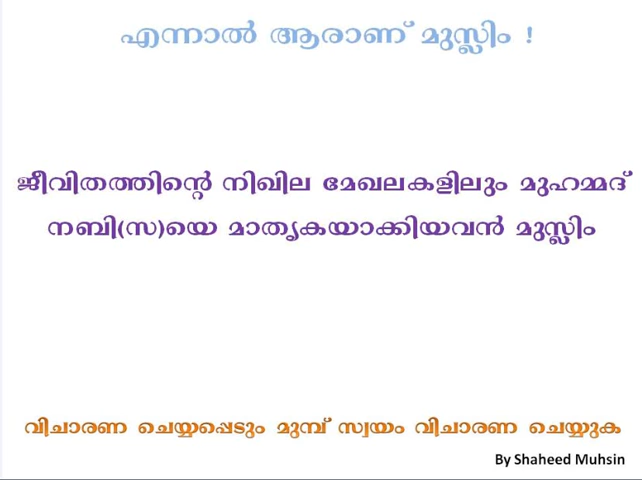 എന്നാൽ ആരാണ് മുസ്ലിം !
ജീവിതത്തിന്റെ നിഖില മേഖലകളിലും മുഹമ്മദ്
നബി(സ)യെ മാതൃകയാക്കിയവൻ മുസ്ലിം
വിചാരണ ചെയ്യപ്പെടും മുമ്പ് സ്വയം വിചാരണ ചെയ്യുക
By Shaheed Muhsin